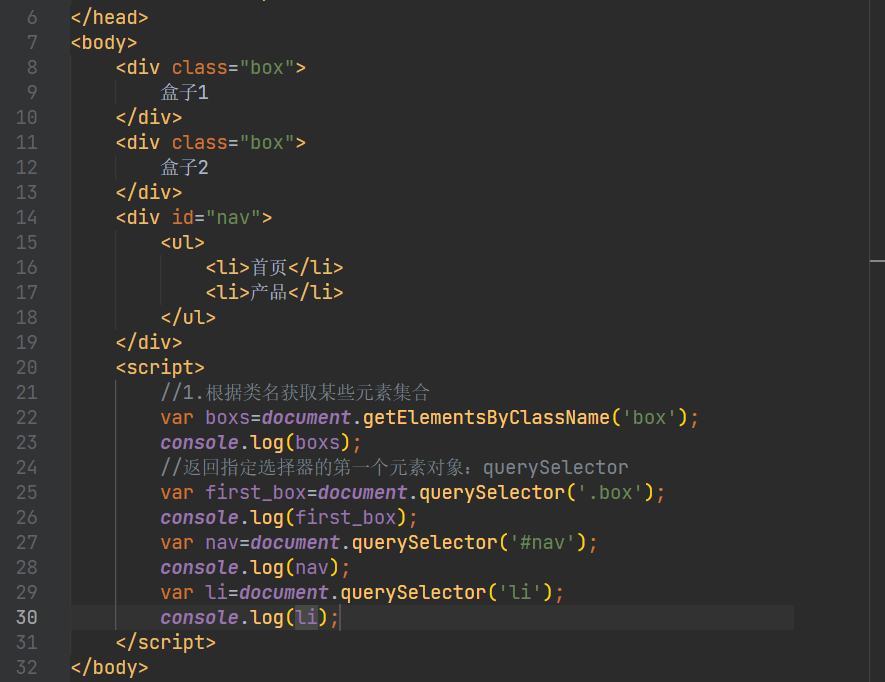 6 </head>
7 <body>
8     <div class="box">
9         盒子1
10     </div>
11     <div class="box">
12         盒子2
13     </div>
14     <div id="nav">
15         <ul>
16             <li>首页</li>
17             <li>产品</li>
18         </ul>
19     </div>
20     <script>
21         //1.根据类名获取某些元素集合
22         var boxs=document.getElementsByClassName('box');
23         console.log(boxs);
24         //返回指定选择器的第一个元素对象：querySelector
25         var first_box=document.querySelector('.box');
26         console.log(first_box);
27         var nav=document.querySelector('#nav');
28         console.log(nav);
29         var li=document.querySelector('li');
30         console.log(li);
31     </script>
32 </body>